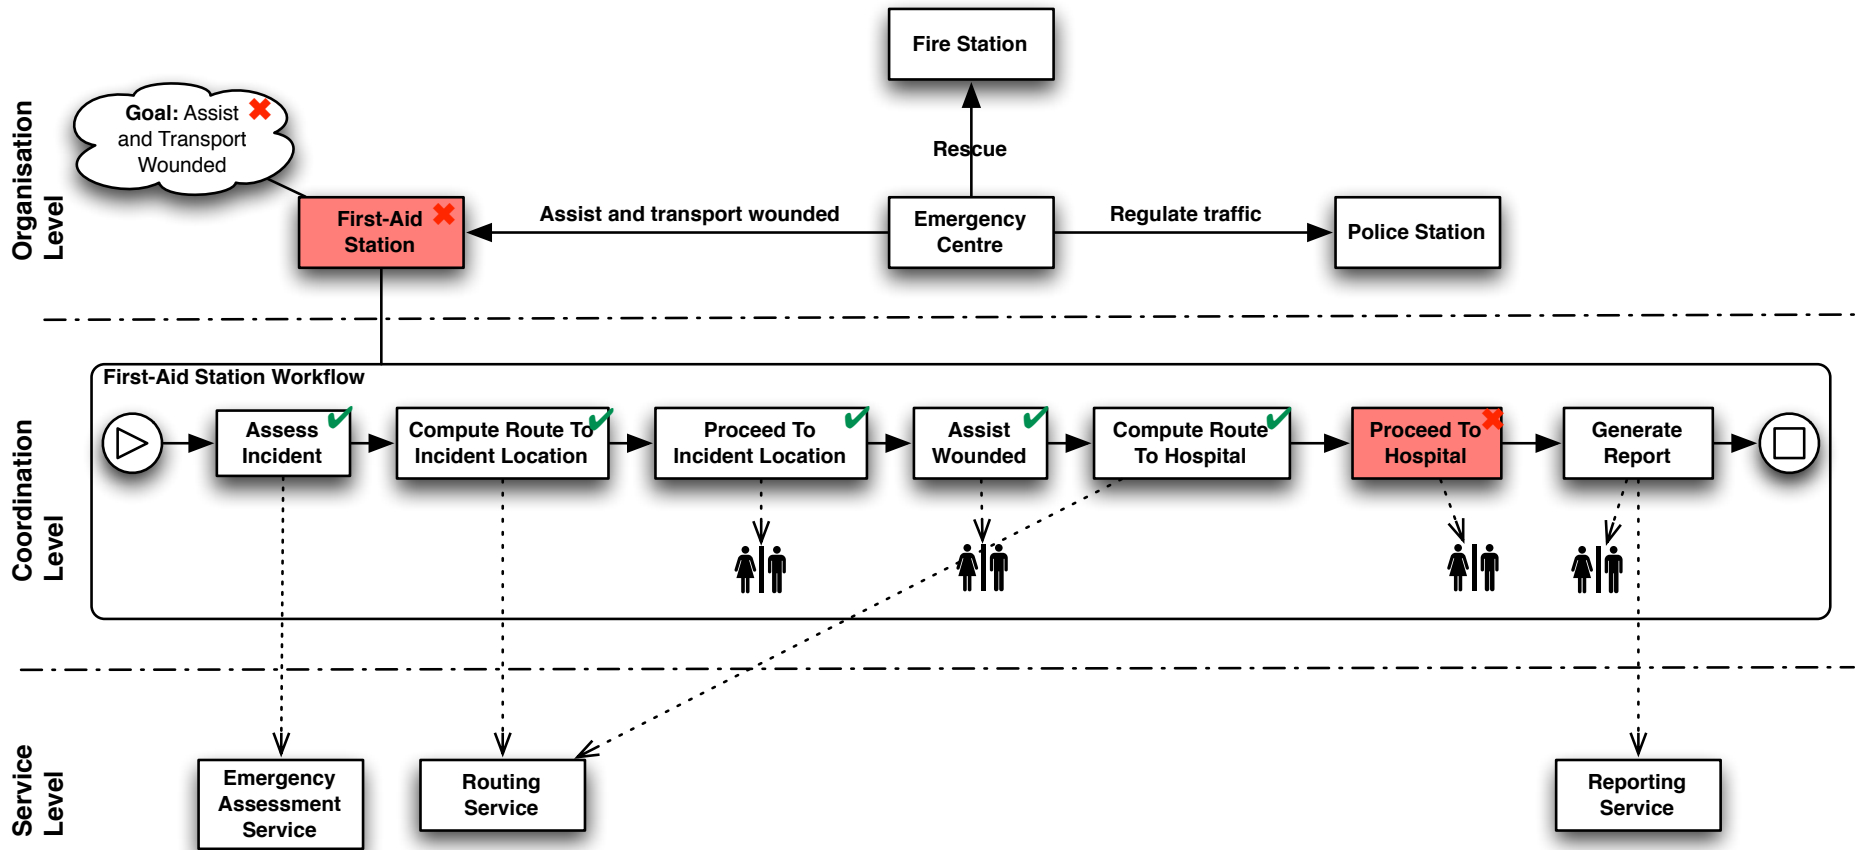 Organisation
Level
Fire Station
Goal: Assist
and Transport
Wounded
Rescue
First-Aid
Station
Assist and transport wounded
Emergency
Centre
Regulate traffic
Police Station
Coordination
Level
First-Aid Station Workflow
Assess
Incident
Compute Route To
Incident Location
Proceed To
Incident Location
Assist
Wounded
Compute Route
To Hospital
Proceed To
Hospital
Generate
Report
Service
Level
Emergency
Assessment
Service
Routing
Service
Reporting
Service